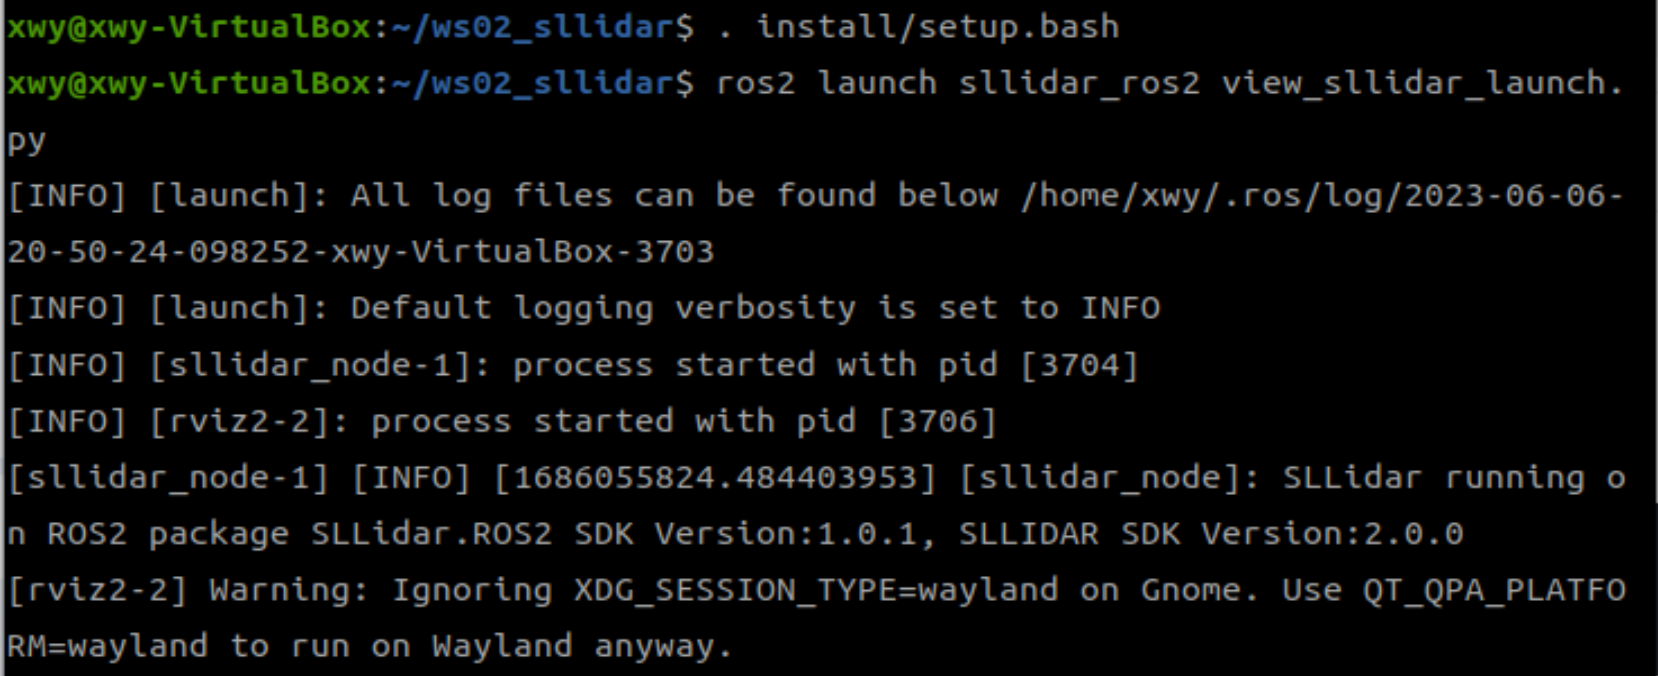 xwy@xwy-VirtualBox:~/ws02_sllidar$ . install/setup.bash
xwy@xwy-VirtualBox:~/ws02_sllidar$ ros2 launch sllidar_ros2 view_sllidar_launch.
py
[INFO] [launch]: All log files can be found below /home/xwy/.ros/log/2023-06-06-
20-50-24-098252-xwy-VirtualBox-3703
[INFO] [launch]: Default logging verbosity is set to INFO
[INFO] [sllidar_node-1]: process started with pid [3704]
[INFO] [rviz2-2]: process started with pid [3706]
[sllidar_node-1] [INFO] [1686055824.484403953] [sllidar_node]: SLLidar running o
n ROS2 package SLLidar.ROS2 SDK Version:1.0.1, SLLIDAR SDK Version:2.0.0
[rviz2-2] Warning: Ignoring XDG_SESSION_TYPE=wayland on Gnome. Use QT_QPA_PLATFO
RM=wayland to run on Wayland anyway.